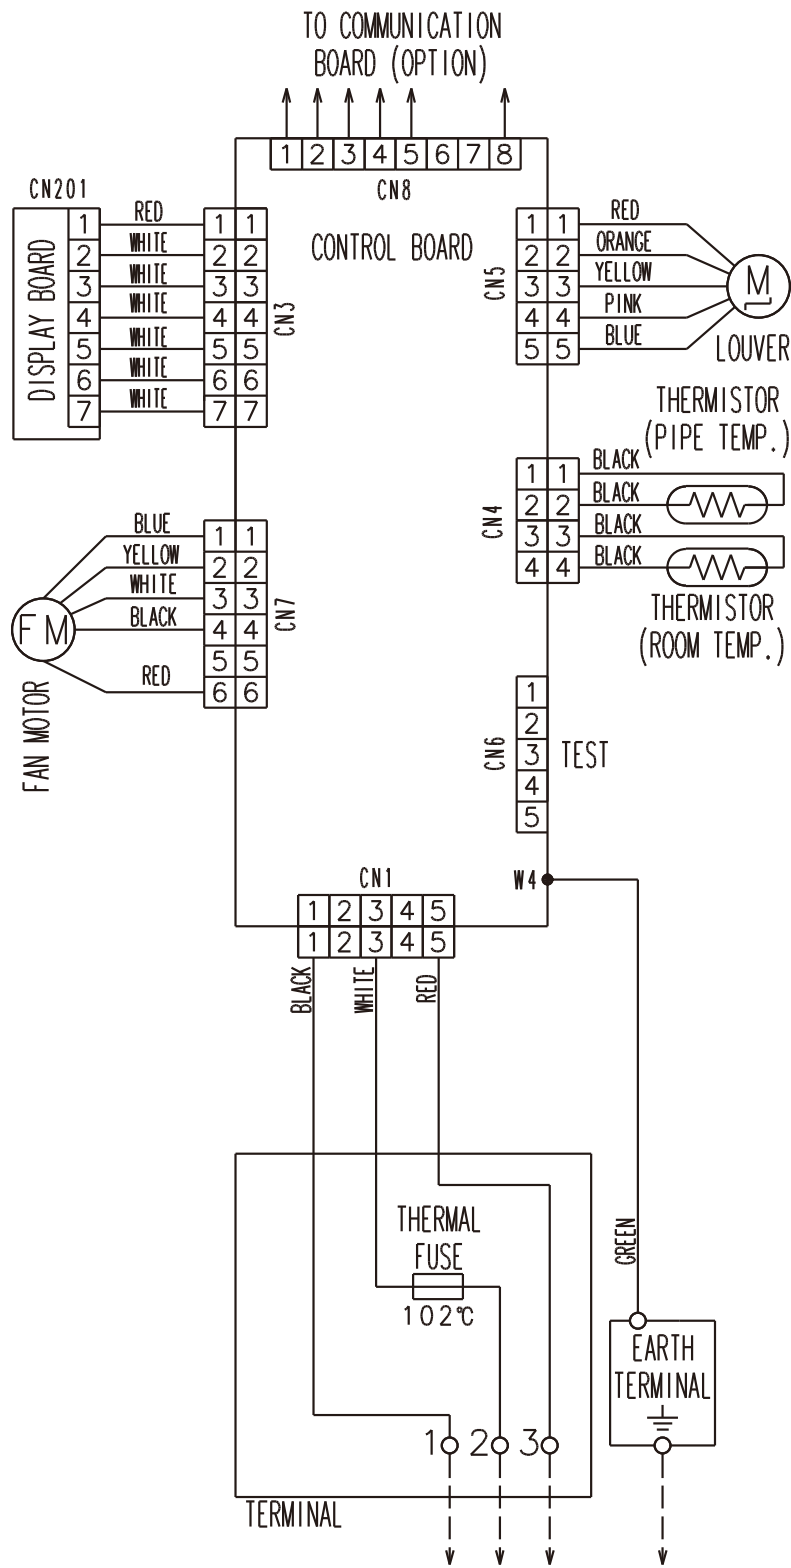 TO COMMUNICATION
BOARD (OPTION)
1 2 3 4 5 6 7 8
CN8
CN201
DISPLAY BOARD
1 RED 1 1
2 WHITE 2 2
3 WHITE 3 3
4 WHITE 4 4
5 WHITE 5 5
6 WHITE 6 6
7 WHITE 7 7
CN3
CONTROL BOARD
CN5
1 1 RED
2 2 ORANGE
3 3 YELLOW
4 4 PINK
5 5 BLUE
M
LOUVER
THERMISTOR
(PIPE TEMP.)
CN4
1 1 BLACK
2 2 BLACK
3 3 BLACK
4 4 BLACK
THERMISTOR
(ROOM TEMP.)
BLUE 1 1
YELLOW 2 2
WHITE 3 3
BLACK 4 4
5 5
RED 6 6
CN7
FM
FAN MOTOR
CN6
1
2
3
4
5
TEST
W4
CN1
1 2 3 4 5
1 2 3 4 5
BLACK
WHITE
RED
GREEN
THERMAL
FUSE
102℃
1 2 3
TERMINAL
EARTH
TERMINAL